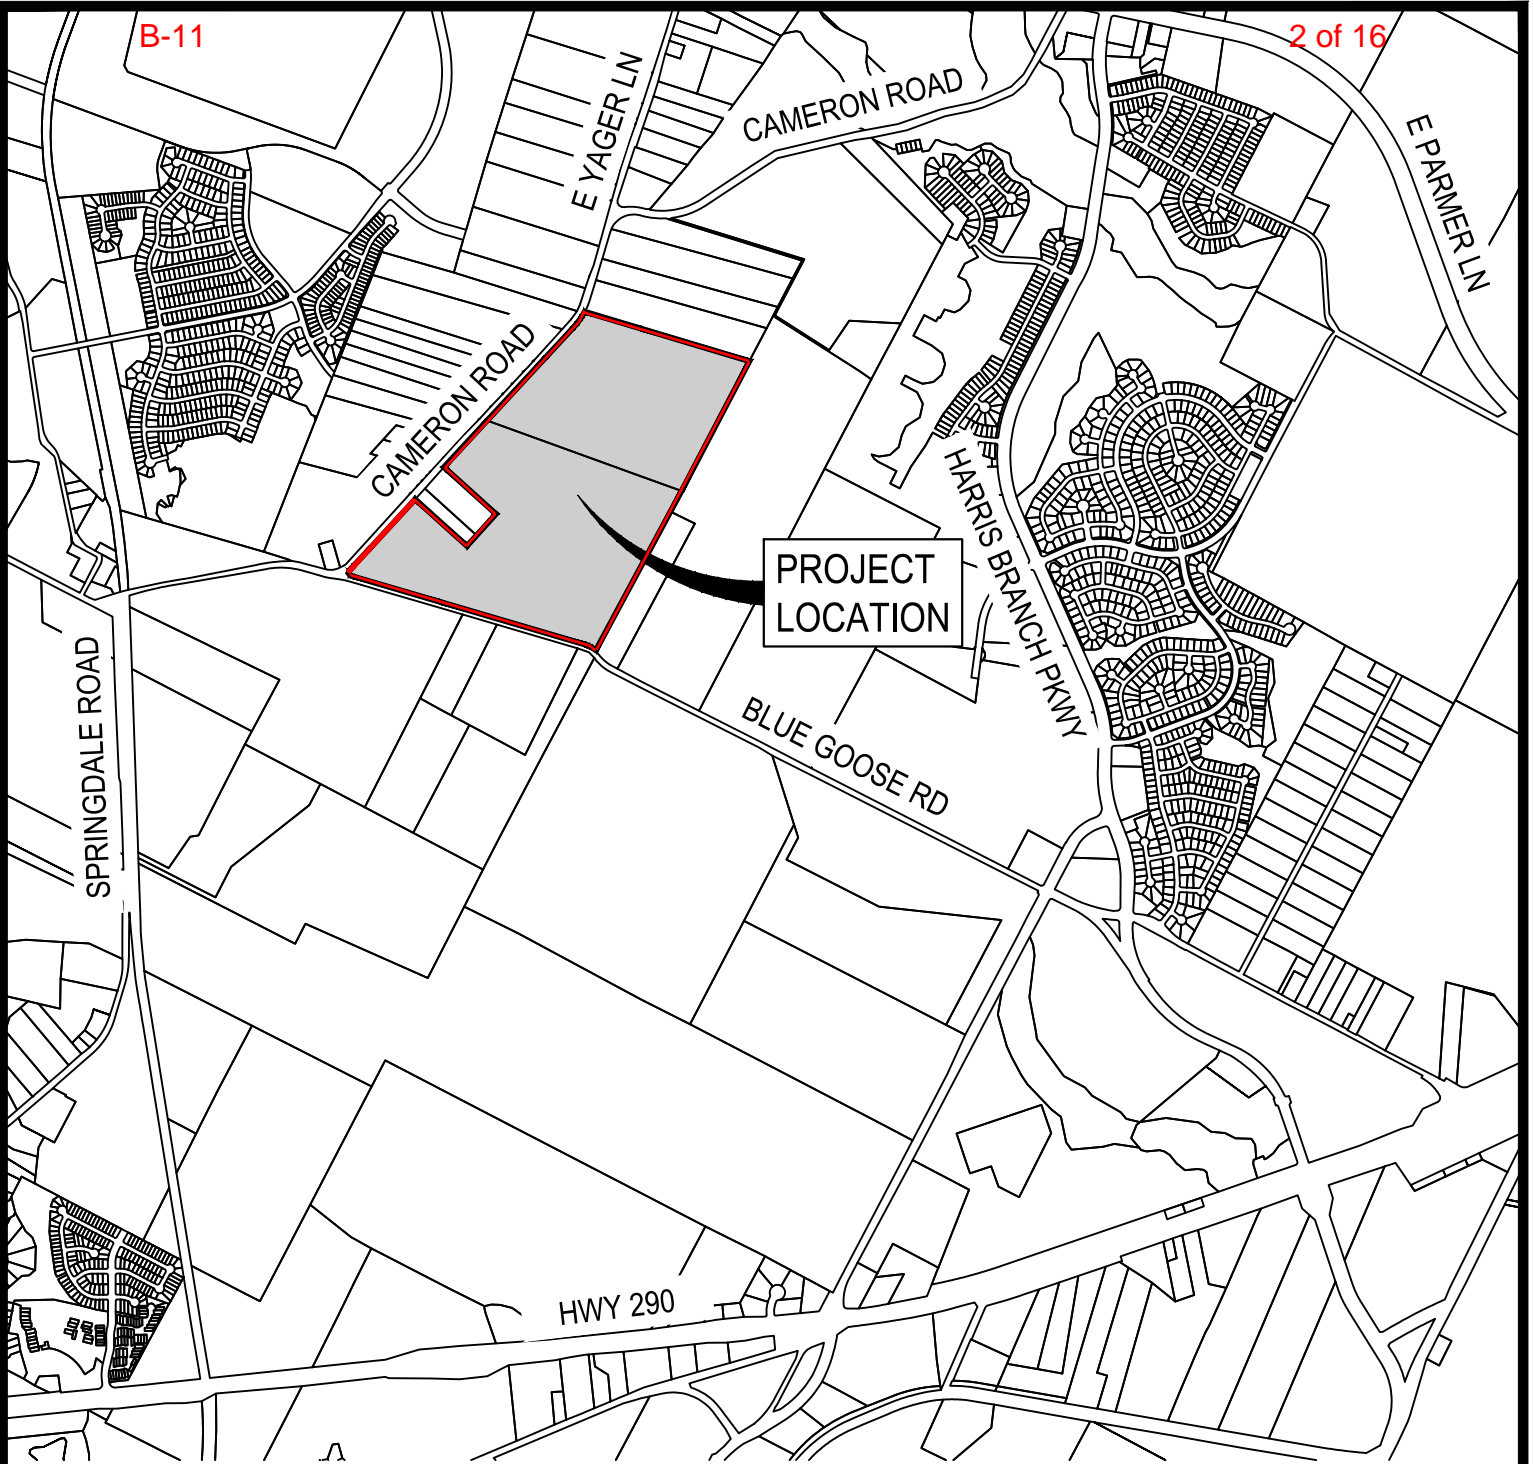 B-11
2 of 16
E YAGER LN
CAMERON ROAD
E PARMER LN
CAMERON ROAD
HARRIS BRANCH PKWY
PROJECT
LOCATION
SPRINGDALE ROAD
BLUE GOOSE RD
HWY 290